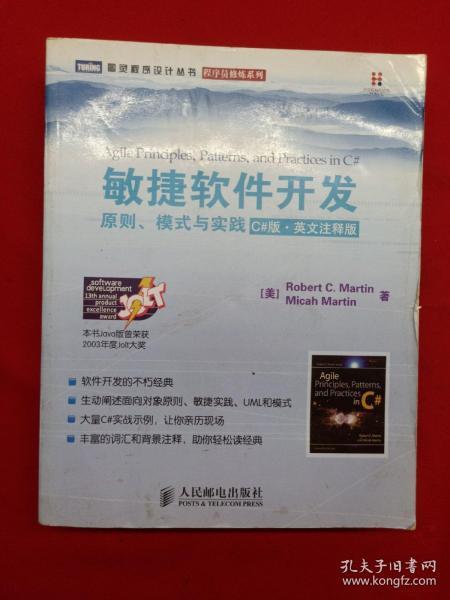 TURING 图灵程序设计丛书 程序员修炼系列
Agile Principles, Patterns, and Practices in C#
敏捷软件开发
原则、模式与实践 C#版·英文注释版
[美] Robert C. Martin
Micah Martin 著
software
development
13th annual
product
excellence
award
JOLT
本书Java版曾荣获
2003年度Jolt大奖
软件开发的不朽经典
生动阐述面向对象原则、敏捷实践、UML和模式
大量C#实战示例，让你亲历现场
丰富的词汇和背景注释，助你轻松读经典
Agile
Principles, Patterns,
and Practices
in C#
Robert C. Martin
Micah Martin
人民邮电出版社
POSTS & TELECOM PRESS
孔夫子旧书网
www.kongfz.com